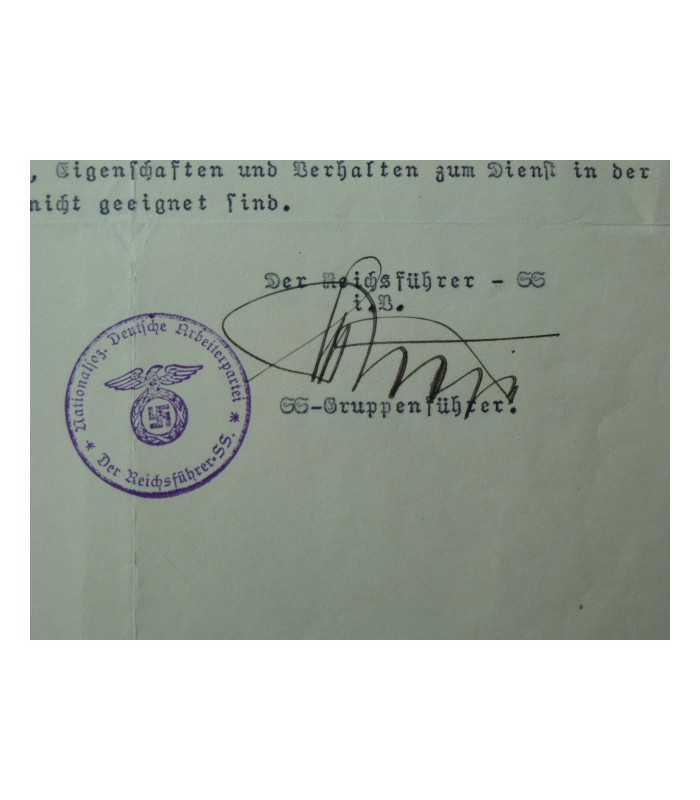 , Eigenschaften und Verhalten zum Dienst in der
nicht geeignet sind.
Der Reichsführer - SS
i.V.
SS-Gruppenführer.
Nationalsoz. Deutsche Arbeiterpartei
* Der Reichsführer-SS. *